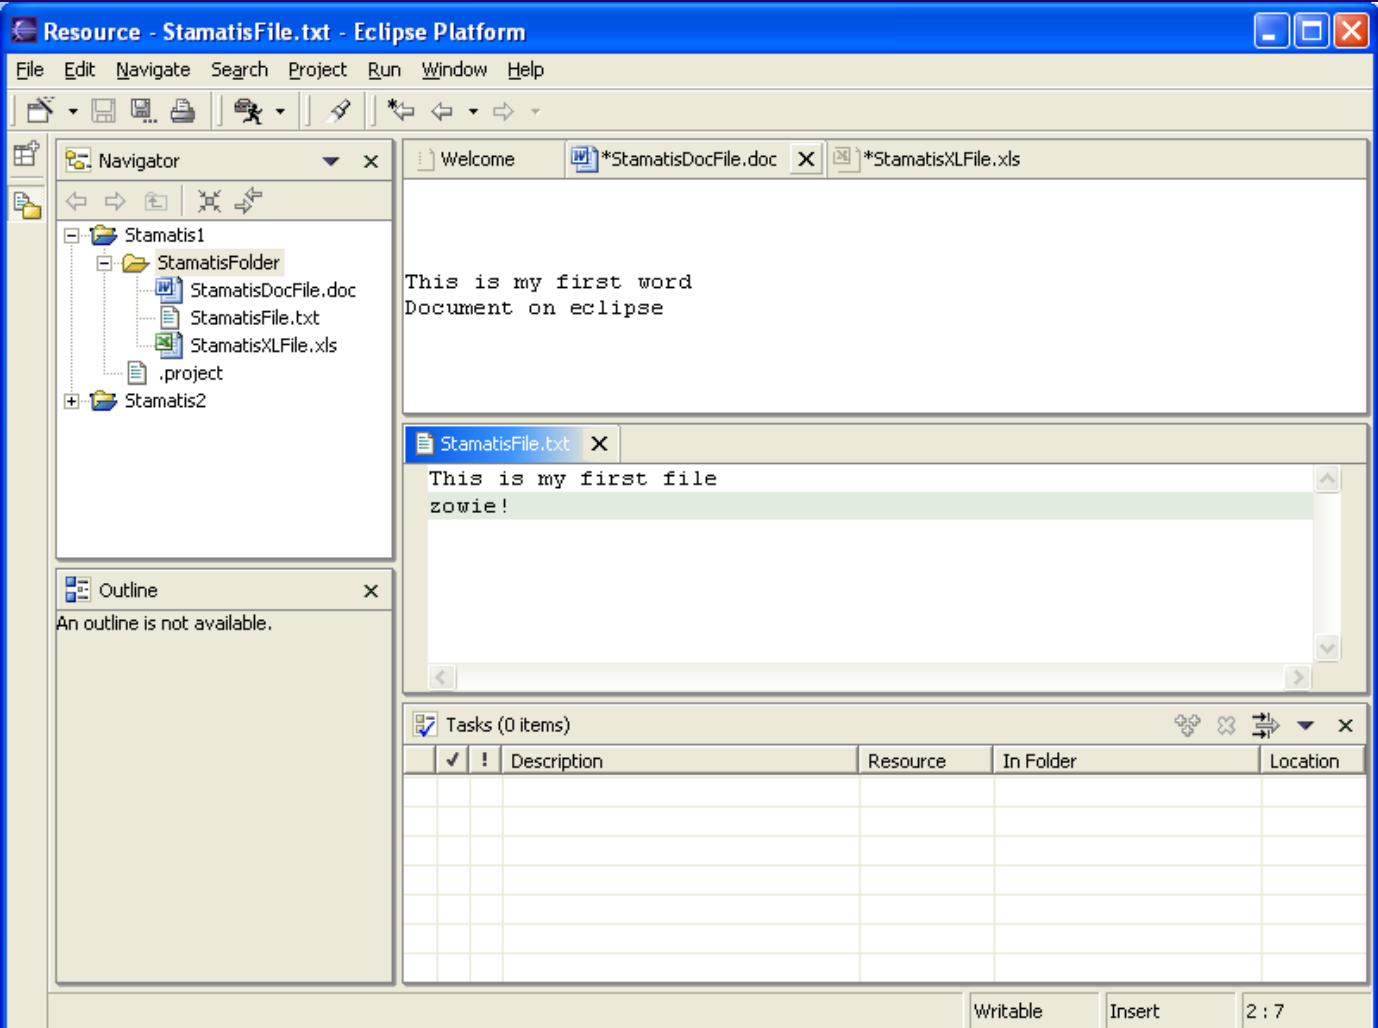 Resource - StamatisFile.txt - Eclipse Platform
File Edit Navigate Search Project Run Window Help
Navigator
Stamatis1
StamatisFolder
StamatisDocFile.doc
StamatisFile.txt
StamatisXLFile.xls
.project
Stamatis2
Outline
An outline is not available.
Welcome *StamatisDocFile.doc *StamatisXLFile.xls
This is my first word
Document on eclipse
StamatisFile.txt
This is my first file
zowie!
Tasks (0 items)
! Description Resource In Folder Location
Writable Insert 2 : 7